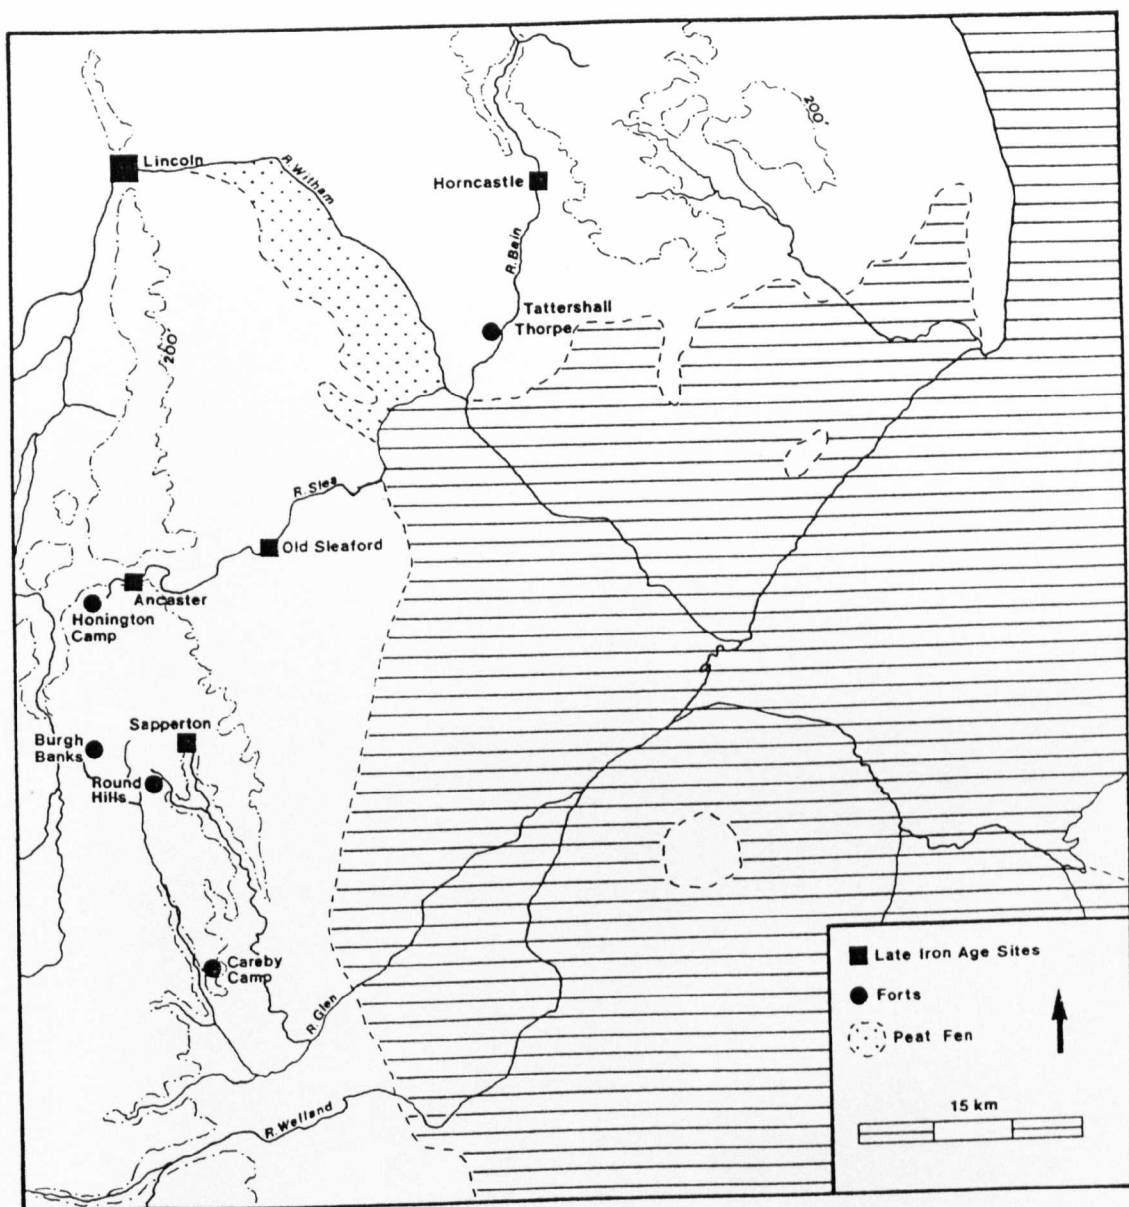 200'
Lincoln
R. Witham
Horncastle
R. Bain
Tattershall
Thorpe
200'
R. Slea
Old Sleaford
Ancaster
Honington
Camp
Sapperton
Burgh
Banks
Round
Hills
Careby
Camp
R. Glen
R. Welland
Late Iron Age Sites
Forts
Peat Fen
15 km